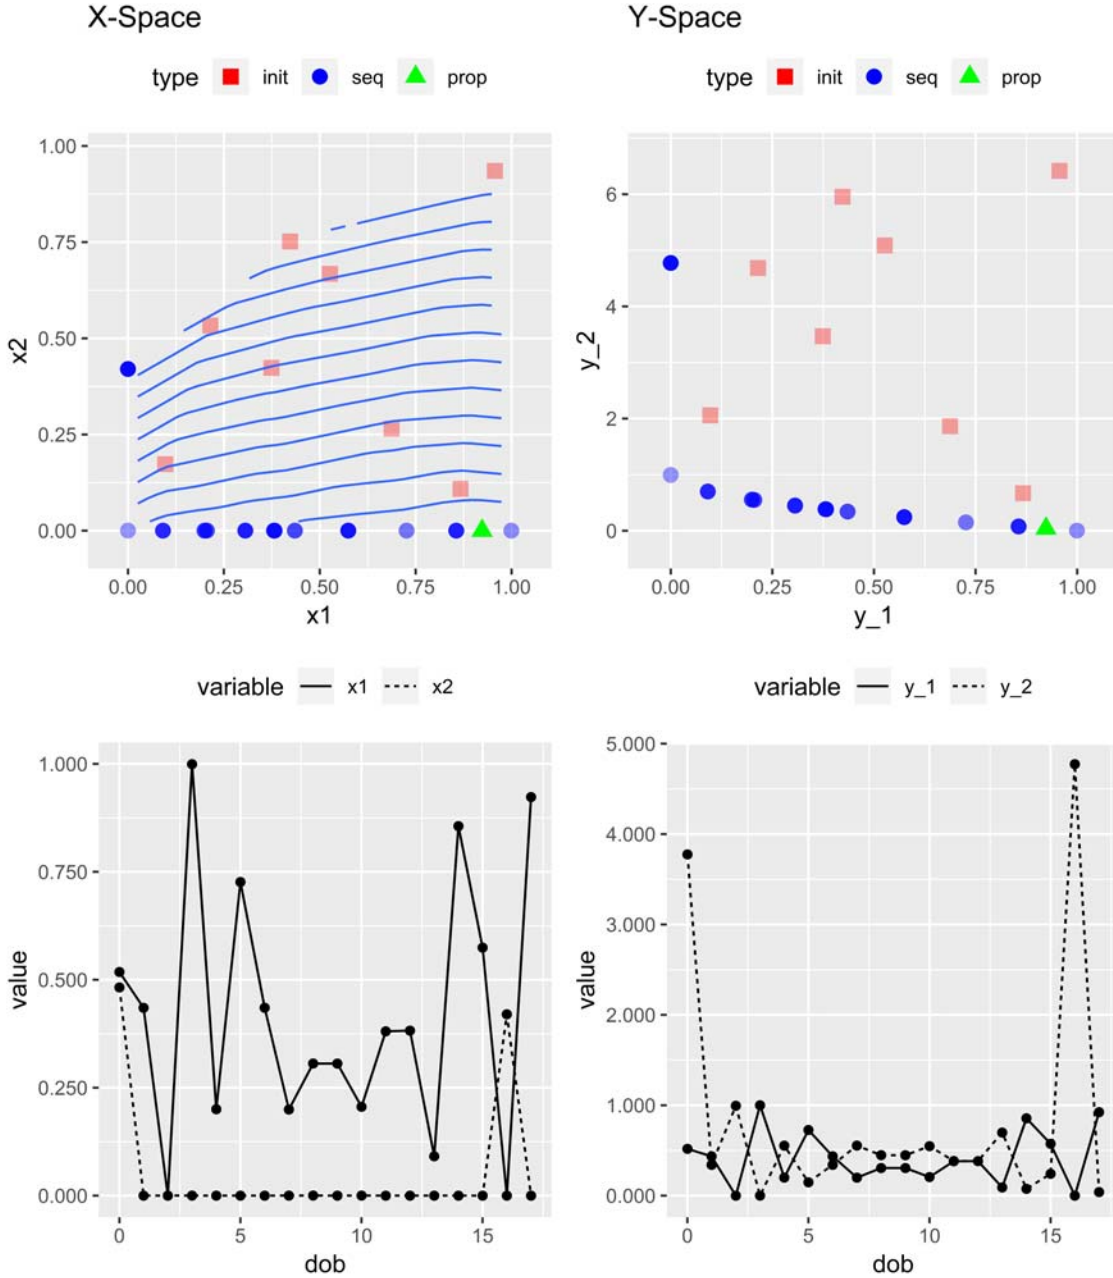 X-Space
type init seq prop
1.00
0.75
0.50
0.25
0.00
x2
0.00 0.25 0.50 0.75 1.00
x1
Y-Space
type init seq prop
6
4
2
0
y_2
0.00 0.25 0.50 0.75 1.00
y_1
variable x1 x2
1.000
0.750
0.500
0.250
0.000
value
0 5 10 15
dob
variable y_1 y_2
5.000
4.000
3.000
2.000
1.000
0.000
value
0 5 10 15
dob